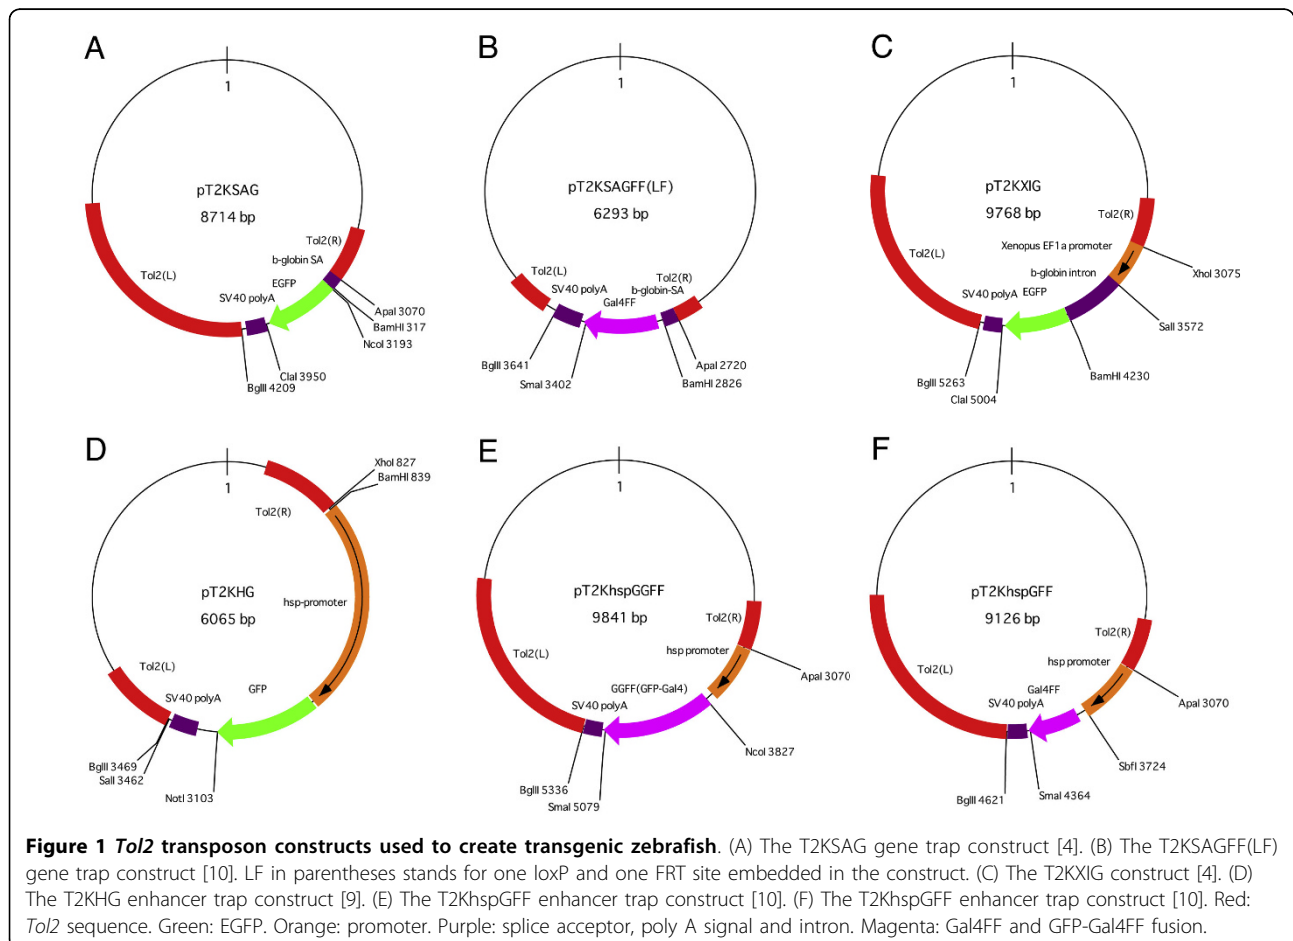 A
1
pT2KSAG
8714 bp
Tol2(R)
b-globin SA
Tol2(L)
EGFP
SV40 polyA
ApaI 3070
BamHI 317
NcoI 3193
ClaI 3950
BglII 4209
B
1
pT2KSAGFF(LF)
6293 bp
Tol2(L)
Tol2(R)
SV40 polyA
b-globin-SA
Gal4FF
BglII 3641
ApaI 2720
SmaI 3402
BamHI 2826
C
1
pT2KXIG
9768 bp
Tol2(R)
Xenopus EF1a promoter
Tol2(L)
b-globin intron
XhoI 3075
SV40 polyA
EGFP
SalI 3572
BglII 5263
BamHI 4230
ClaI 5004
D
1
XhoI 827
BamHI 839
Tol2(R)
pT2KHG
6065 bp
hsp-promoter
Tol2(L)
SV40 polyA
GFP
BglII 3469
SalI 3462
NotI 3103
E
1
pT2KhspGGFF
9841 bp
Tol2(R)
Tol2(L)
hsp promoter
ApaI 3070
GGFF(GFP-Gal4)
SV40 polyA
NcoI 3827
BglII 5336
SmaI 5079
F
1
pT2KhspGFF
9126 bp
Tol2(R)
Tol2(L)
hsp promoter
Gal4FF
SV40 polyA
ApaI 3070
SbfI 3724
BglII 4621
SmaI 4364
Figure 1 Tol2 transposon constructs used to create transgenic zebrafish. (A) The T2KSAG gene trap construct [4]. (B) The T2KSAGFF(LF)
gene trap construct [10]. LF in parentheses stands for one loxP and one FRT site embedded in the construct. (C) The T2KXIG construct [4]. (D)
The T2KHG enhancer trap construct [9]. (E) The T2KhspGFF enhancer trap construct [10]. (F) The T2KhspGFF enhancer trap construct [10]. Red:
Tol2 sequence. Green: EGFP. Orange: promoter. Purple: splice acceptor, poly A signal and intron. Magenta: Gal4FF and GFP-Gal4FF fusion.